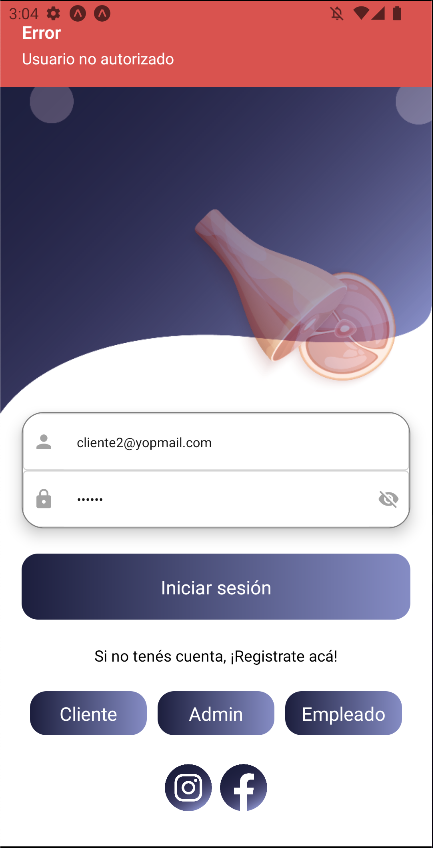 3:04
Error
Usuario no autorizado
cliente2@yopmail.com
••••••
Iniciar sesión
Si no tenés cuenta, ¡Registrate acá!
Cliente
Admin
Empleado